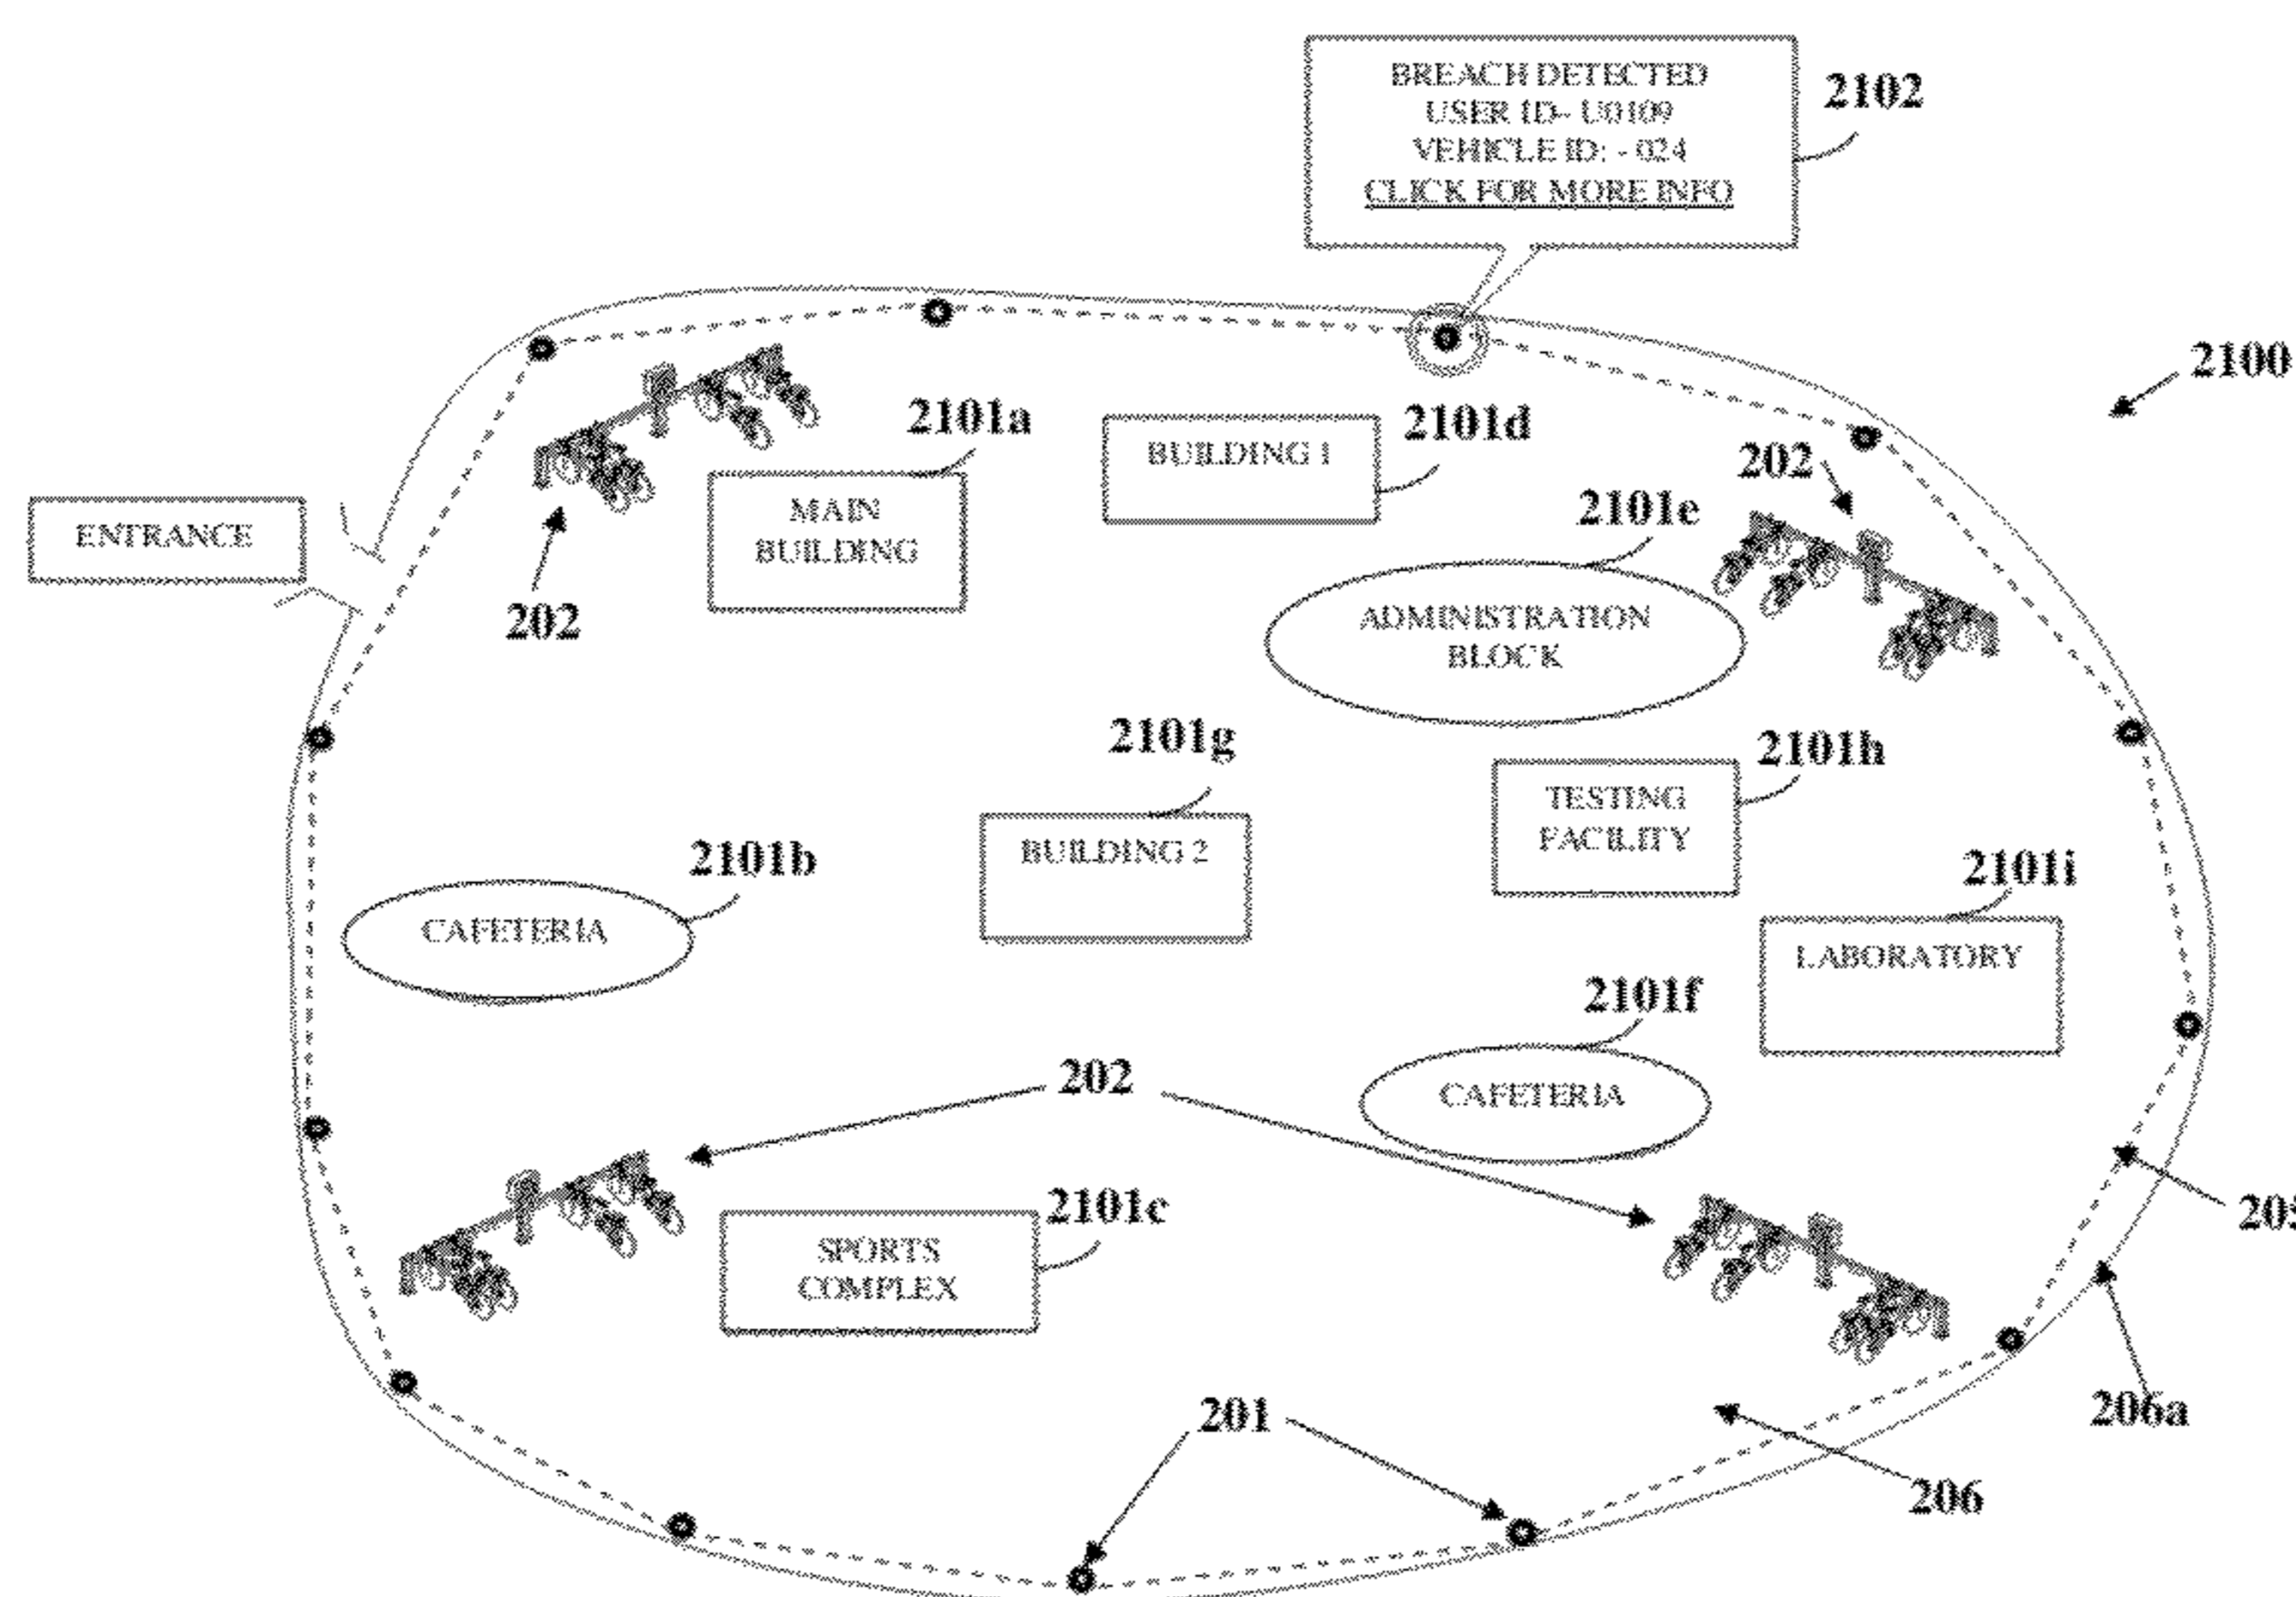 BREACH DETECTED
USER ID- U0109
VEHICLE ID: - 024
CLICK FOR MORE INFO
2102
2100
2101a
2101d
BUILDING 1
202
2101e
ENTRANCE
MAIN
BUILDING
202
ADMINISTRATION
BLOCK
2101g
2101h
TESTING
FACILITY
BUILDING 2
2101b
2101i
CAFETERIA
LABORATORY
2101f
202
CAFETERIA
2101c
SPORTS
COMPLEX
201
206a
206